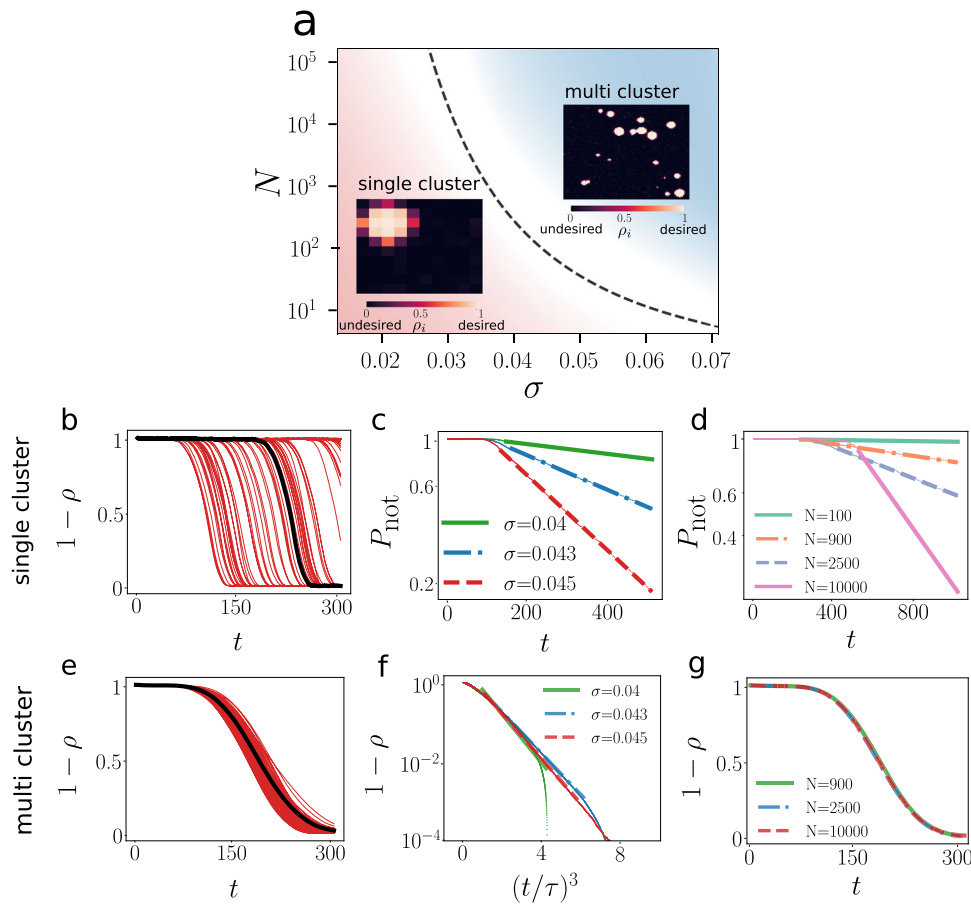 a
N
10^5
10^4
10^3
10^2
10^1
multi cluster
0 0.5 1
undesired ρ_i desired
single cluster
0 0.5 1
undesired ρ_i desired
0.02 0.03 0.04 0.05 0.06 0.07
σ
single cluster
b
1 − ρ
1
0.5
0
0 150 300
t
c
P_not
1
0.6
0.2
σ=0.04
σ=0.043
σ=0.045
0 200 400
t
d
P_not
1
0.6
0.4
N=100
N=900
N=2500
N=10000
0 400 800
t
multi cluster
e
1 − ρ
1
0.5
0
0 150 300
t
f
1 − ρ
10^0
10^−2
10^−4
σ=0.04
σ=0.043
σ=0.045
0 4 8
(t/τ)^3
g
1 − ρ
1
0.5
0
N=900
N=2500
N=10000
0 150 300
t